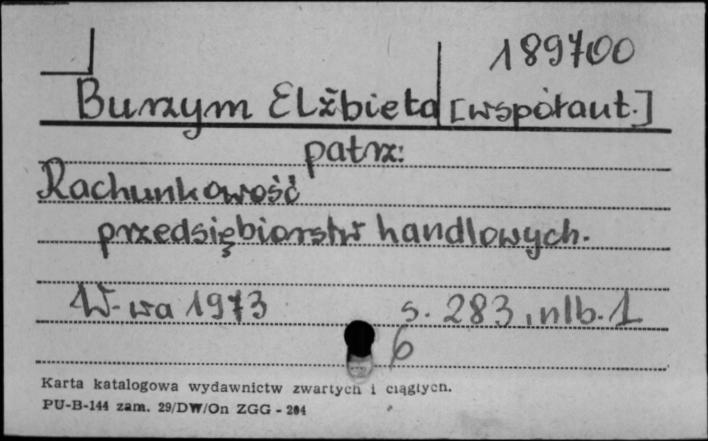 189700
Burzym Elżbieta [współaut.]
patrz:
Rachunkowość
przedsiębiorstw handlowych.
W-wa 1973 s. 283, nlb. 1
6
Karta katalogowa wydawnictw zwartych i ciągłych.
PU-B-144 zam. 29/DW/On ZGG - 204